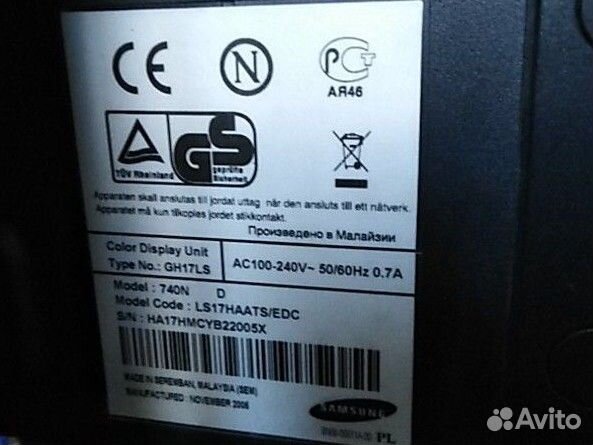 CE
N
РСТ
АЯ46
TÜV Rheinland
GS
geprüfte
Sicherheit
Apparaten skall anslutas till jordat uttag när den ansluts till ett nätverk.
Apparatet må kun tilkoples jordet stikkontakt.
Произведено в Малайзии
Color Display Unit
Type No.: GH17LS
AC100-240V~ 50/60Hz 0.7A
Model : 740N D
Model Code : LS17HAATS/EDC
S/N : HA17HMCYB22005X
MADE IN SEREMBAN, MALAYSIA (SEM)
MANUFACTURED : NOVEMBER 2006
SAMSUNG
PL
Avito